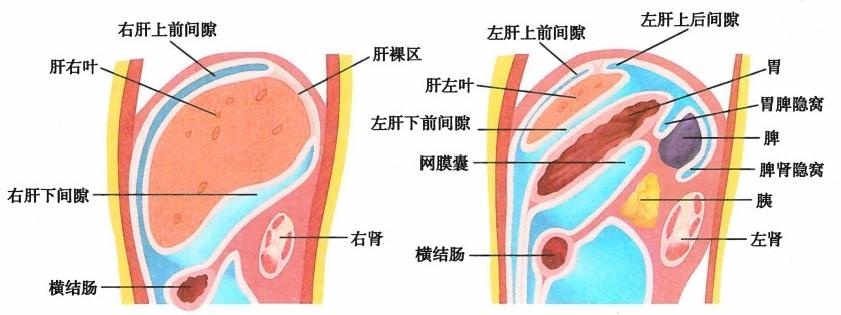 右肝上前间隙
肝右叶
肝裸区
右肝下间隙
右肾
横结肠
左肝上后间隙
左肝上前间隙
胃
肝左叶
胃脾隐窝
左肝下前间隙
脾
网膜囊
脾肾隐窝
胰
左肾
横结肠